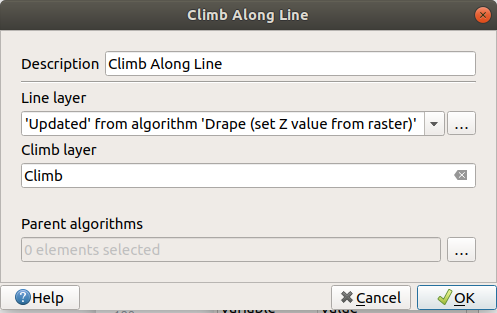 Climb Along Line
Description Climb Along Line
Line layer
'Updated' from algorithm 'Drape (set Z value from raster)' ...
Climb layer
Climb
Parent algorithms
0 elements selected ...
Help Cancel OK